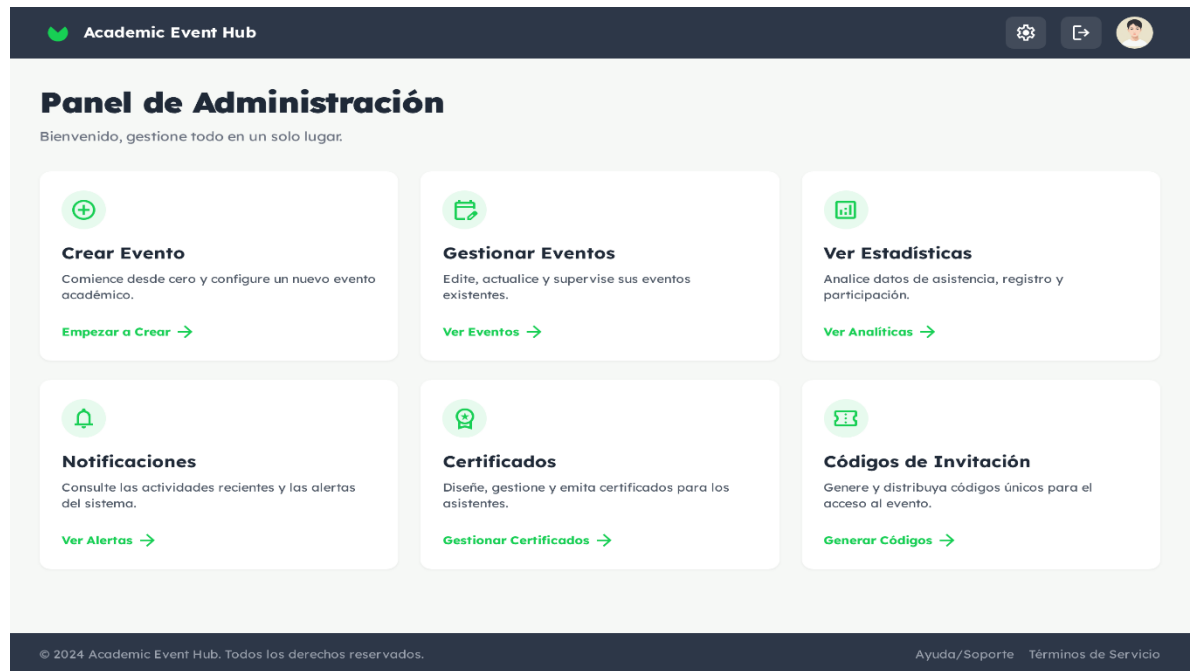 Academic Event Hub
Panel de Administración
Bienvenido, gestione todo en un solo lugar.
Crear Evento
Comience desde cero y configure un nuevo evento
académico.
Empezar a Crear →
Gestionar Eventos
Edite, actualice y supervise sus eventos
existentes.
Ver Eventos →
Ver Estadísticas
Analice datos de asistencia, registro y
participación.
Ver Analíticas →
Notificaciones
Consulte las actividades recientes y las alertas
del sistema.
Ver Alertas →
Certificados
Diseñe, gestione y emita certificados para los
asistentes.
Gestionar Certificados →
Códigos de Invitación
Genere y distribuya códigos únicos para el
acceso al evento.
Generar Códigos →
© 2024 Academic Event Hub. Todos los derechos reservados.
Ayuda/Soporte Términos de Servicio